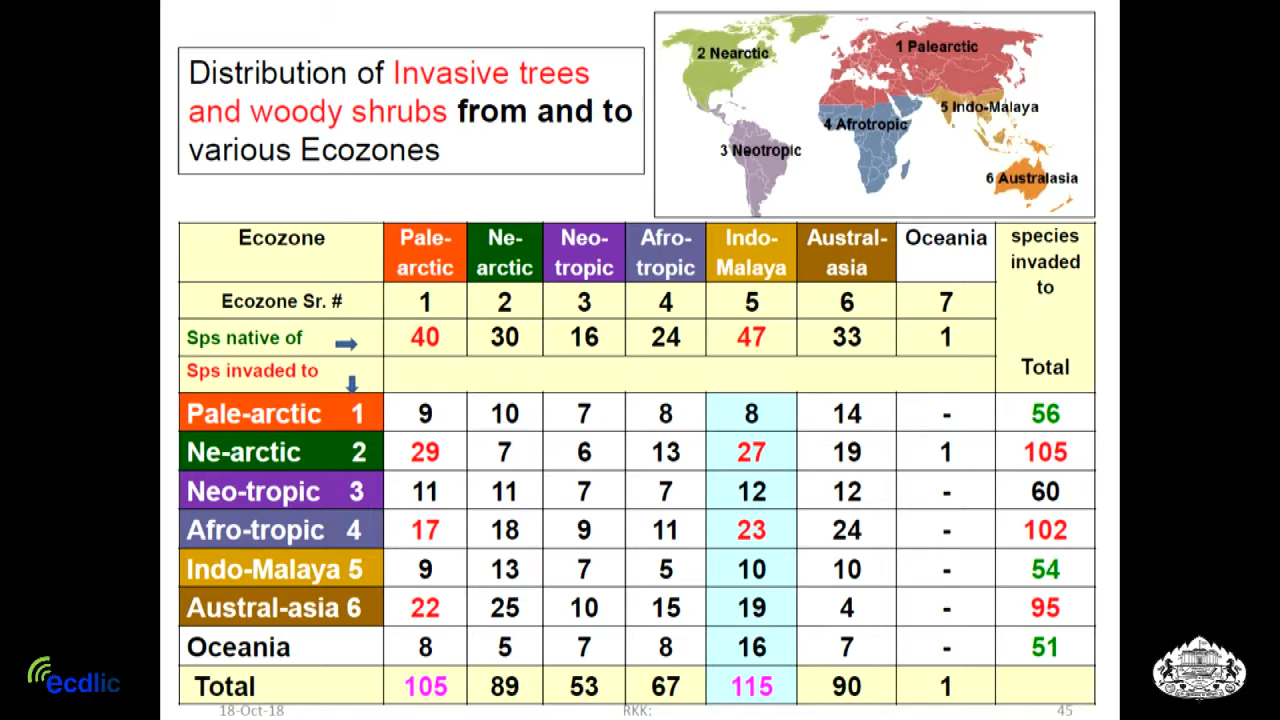 Distribution of Invasive trees
and woody shrubs from and to
various Ecozones
2 Nearctic
1 Palearctic
5 Indo-Malaya
4 Afrotropic
3 Neotropic
6 Australasia
Ecozone Pale-arctic Ne-arctic Neo-tropic Afro-tropic Indo-Malaya Austral-asia Oceania species invaded to
Ecozone Sr. # 1 2 3 4 5 6 7
Sps native of 40 30 16 24 47 33 1
Sps invaded to Total
Pale-arctic 1 9 10 7 8 8 14 - 56
Ne-arctic 2 29 7 6 13 27 19 1 105
Neo-tropic 3 11 11 7 7 12 12 - 60
Afro-tropic 4 17 18 9 11 23 24 - 102
Indo-Malaya 5 9 13 7 5 10 10 - 54
Austral-asia 6 22 25 10 15 19 4 - 95
Oceania 8 5 7 8 16 7 - 51
Total 105 89 53 67 115 90 1
18-Oct-18 RKK: 45
ecdlic